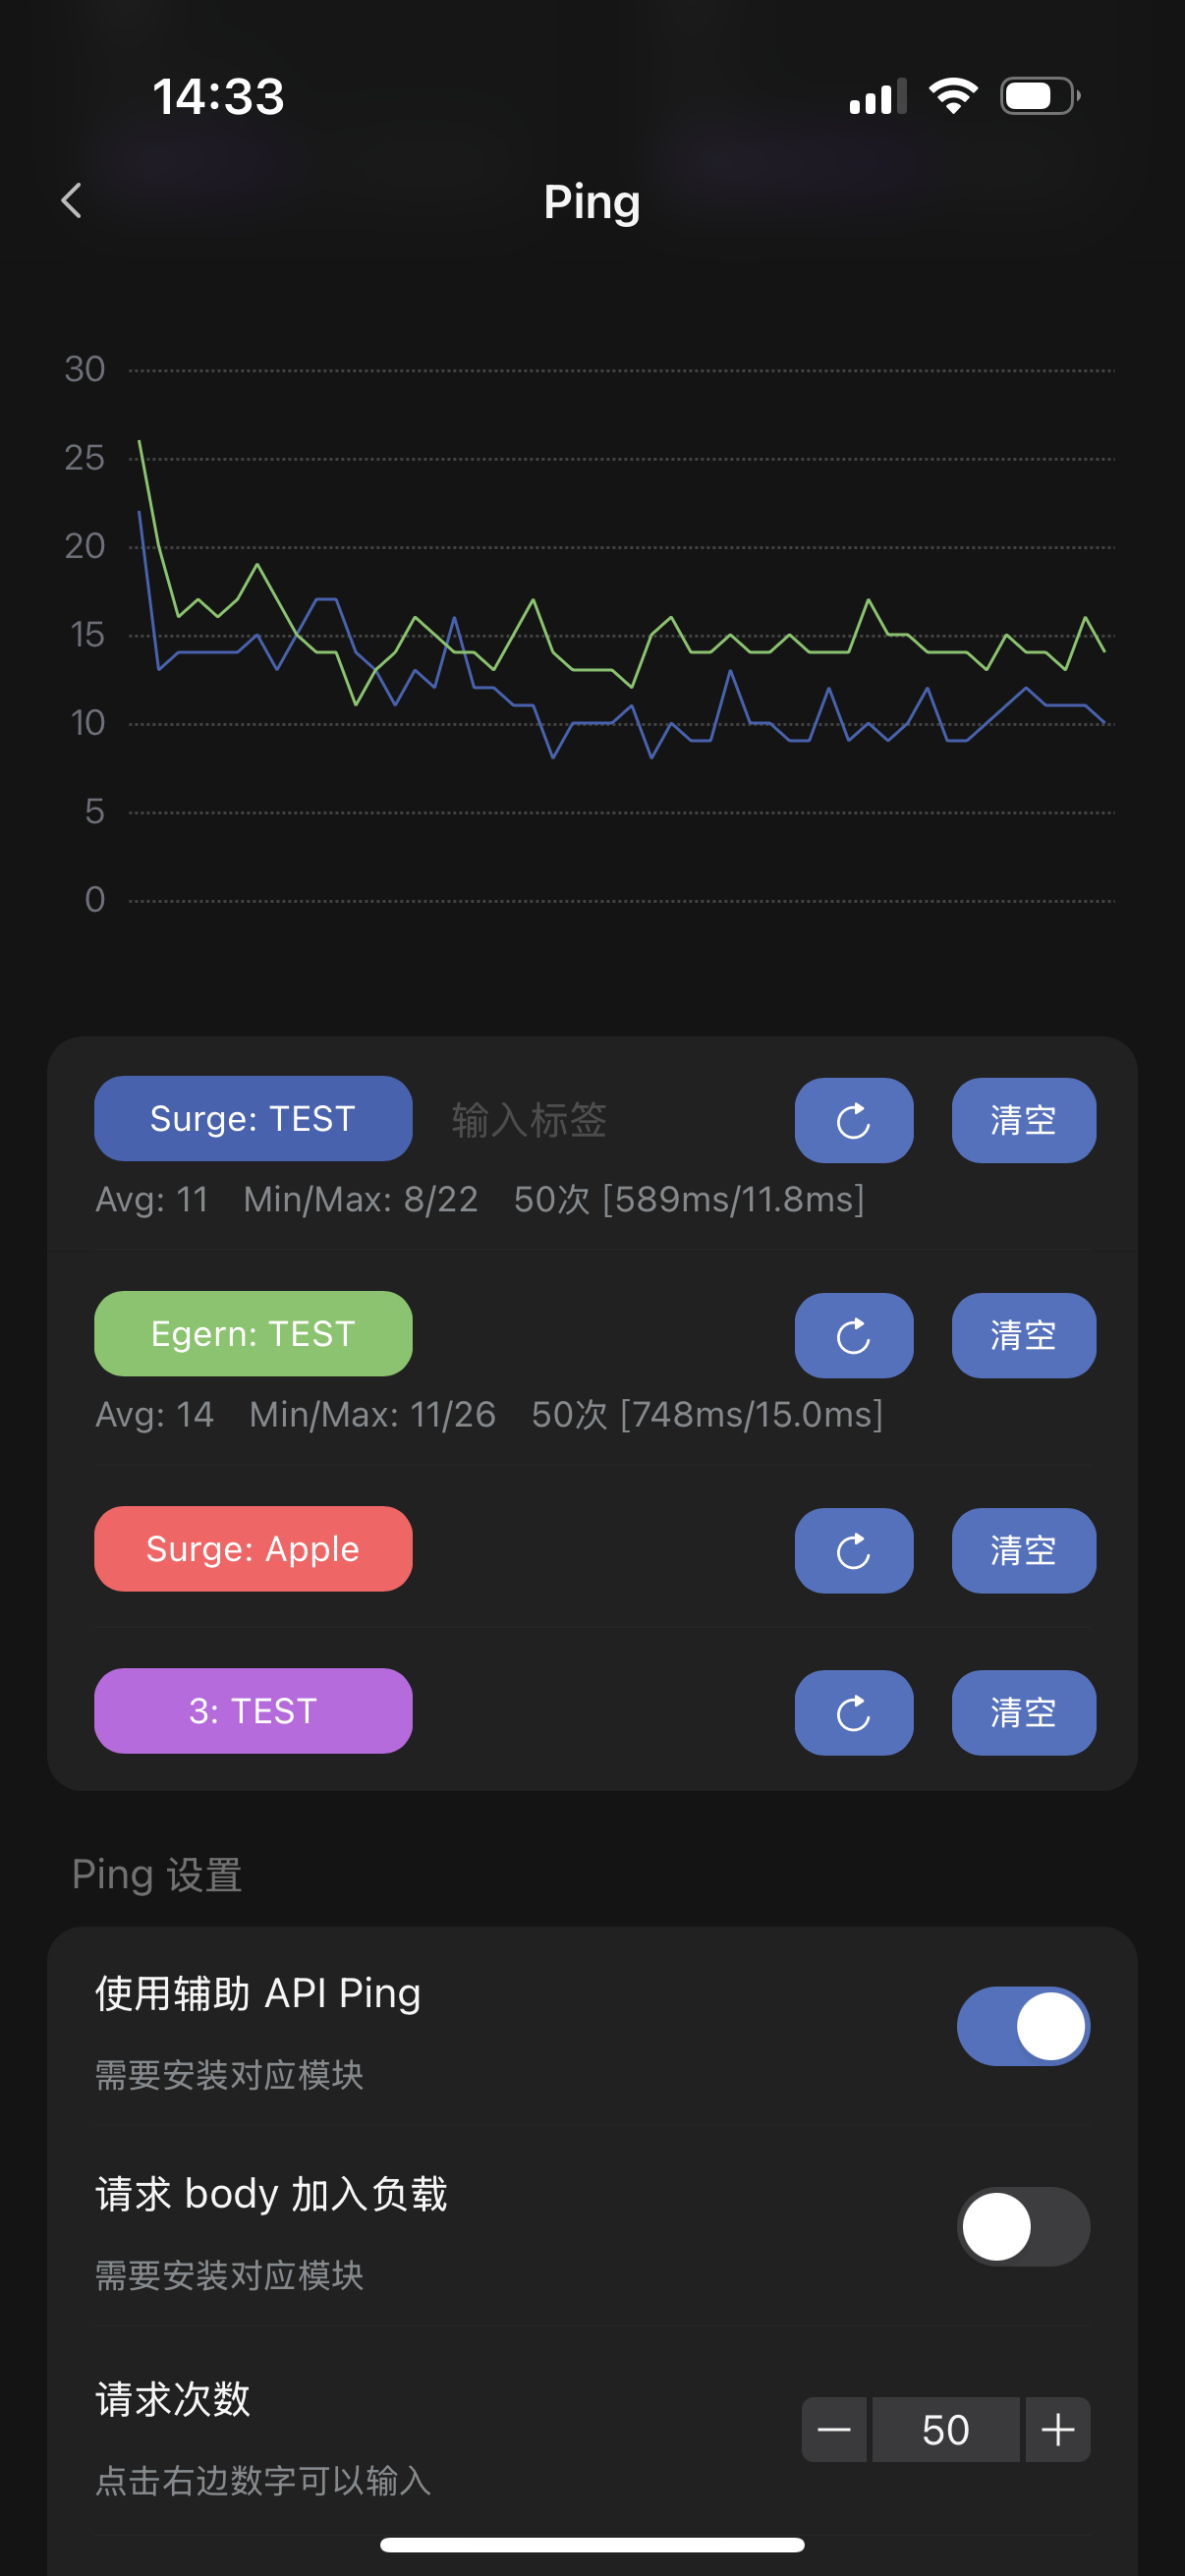 14:33
Ping
30
25
20
15
10
5
0
Surge: TEST 输入标签 清空
Avg: 11 Min/Max: 8/22 50次 [589ms/11.8ms]
Egern: TEST 清空
Avg: 14 Min/Max: 11/26 50次 [748ms/15.0ms]
Surge: Apple 清空
3: TEST 清空
Ping 设置
使用辅助 API Ping
需要安装对应模块
请求 body 加入负载
需要安装对应模块
请求次数
— 50 +
点击右边数字可以输入